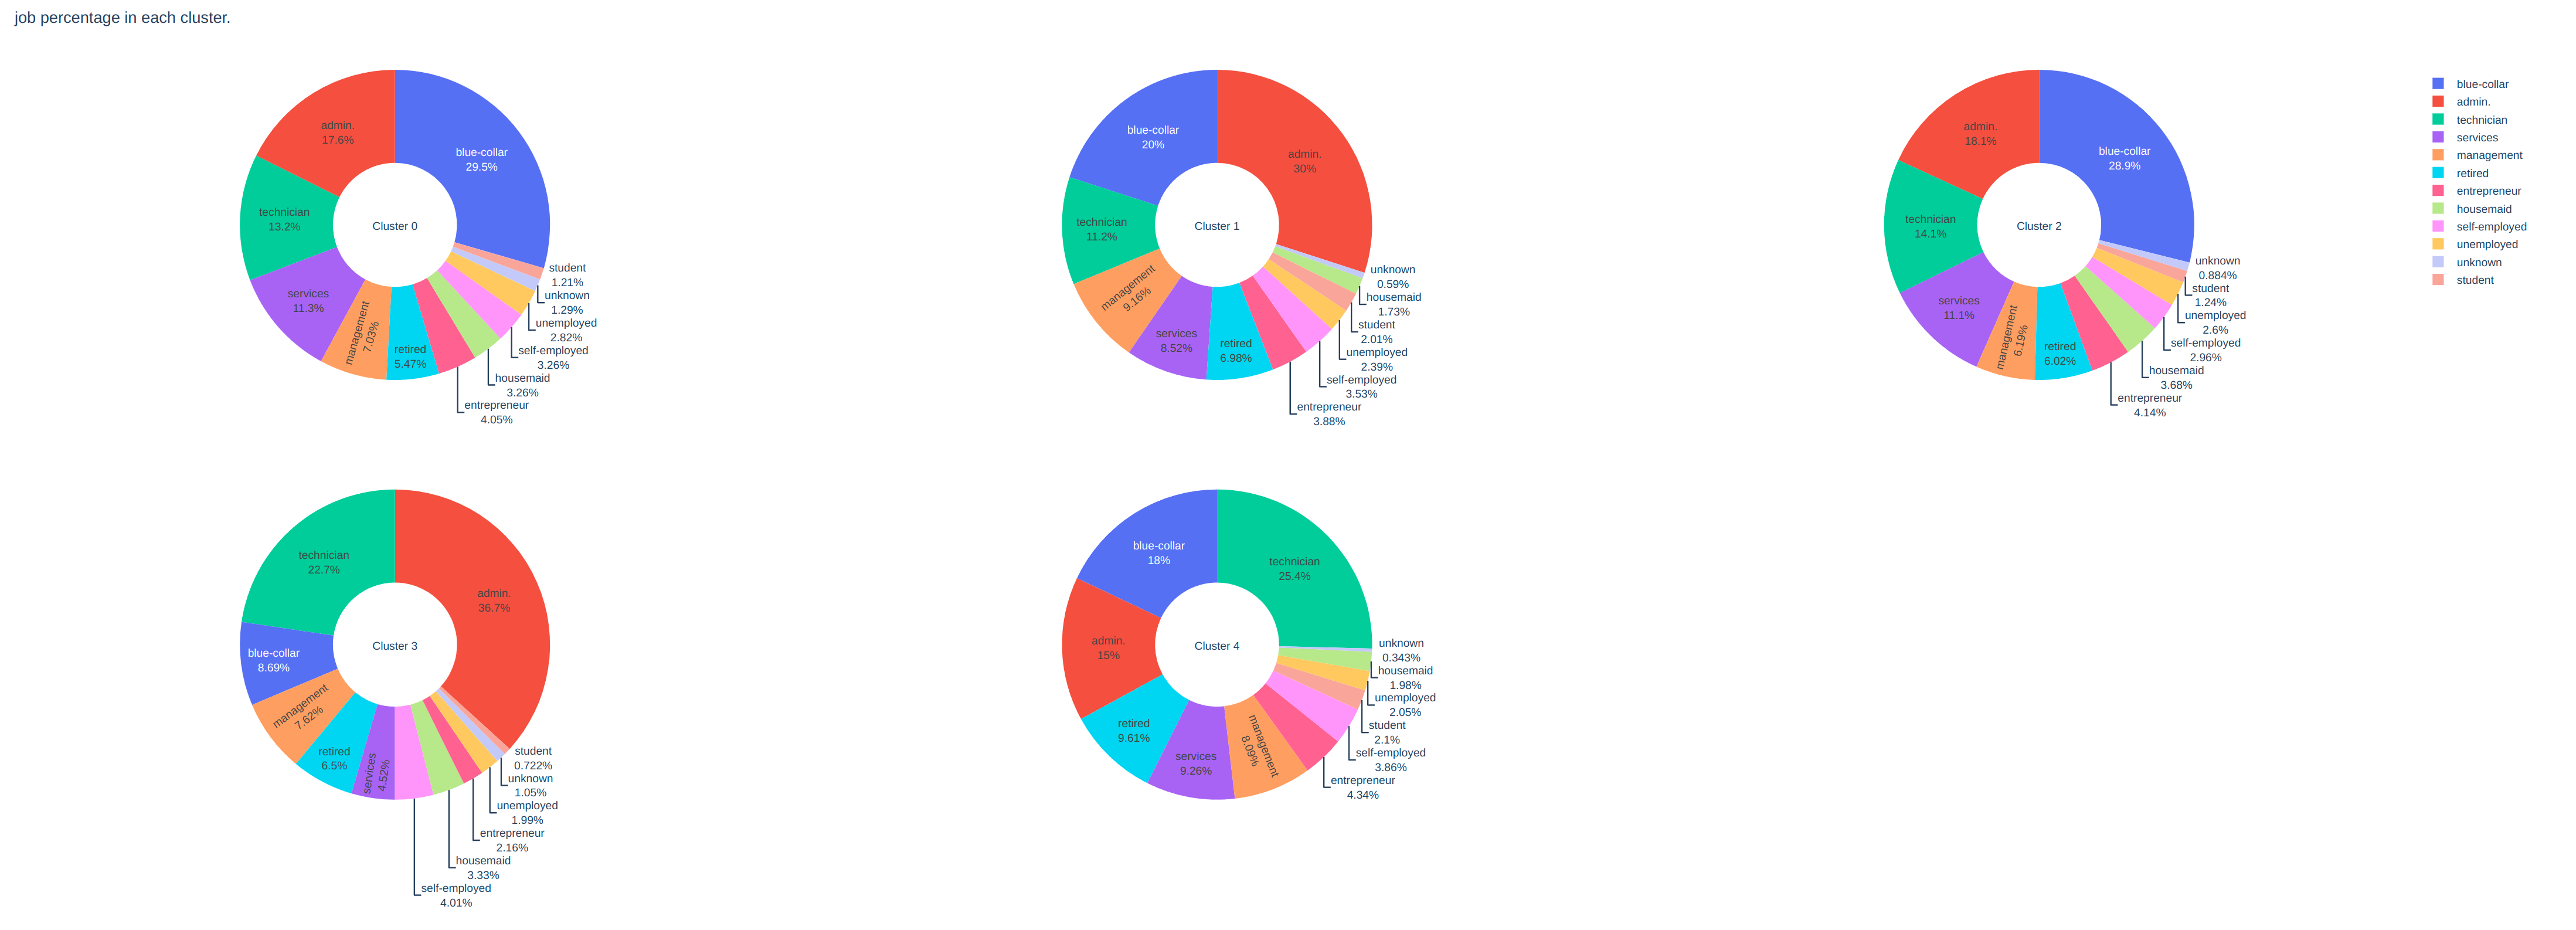 job percentage in each cluster.
admin.
17.6%
blue-collar
29.5%
technician
13.2%
Cluster 0
services
11.3%
management
7.03%
retired
5.47%
student
1.21%
unknown
1.29%
unemployed
2.82%
self-employed
3.26%
housemaid
3.26%
entrepreneur
4.05%
blue-collar
20%
admin.
30%
technician
11.2%
Cluster 1
management
9.16%
services
8.52%
retired
6.98%
unknown
0.59%
housemaid
1.73%
student
2.01%
unemployed
2.39%
self-employed
3.53%
entrepreneur
3.88%
admin.
18.1%
blue-collar
28.9%
technician
14.1%
Cluster 2
services
11.1%
management
6.19%
retired
6.02%
unknown
0.884%
student
1.24%
unemployed
2.6%
self-employed
2.96%
housemaid
3.68%
entrepreneur
4.14%
blue-collar
admin.
technician
services
management
retired
entrepreneur
housemaid
self-employed
unemployed
unknown
student
technician
22.7%
admin.
36.7%
blue-collar
8.69%
Cluster 3
management
7.62%
retired
6.5%
services
4.52%
student
0.722%
unknown
1.05%
unemployed
1.99%
entrepreneur
2.16%
housemaid
3.33%
self-employed
4.01%
blue-collar
18%
technician
25.4%
admin.
15%
Cluster 4
retired
9.61%
services
9.26%
management
8.09%
unknown
0.343%
housemaid
1.98%
unemployed
2.05%
student
2.1%
self-employed
3.86%
entrepreneur
4.34%